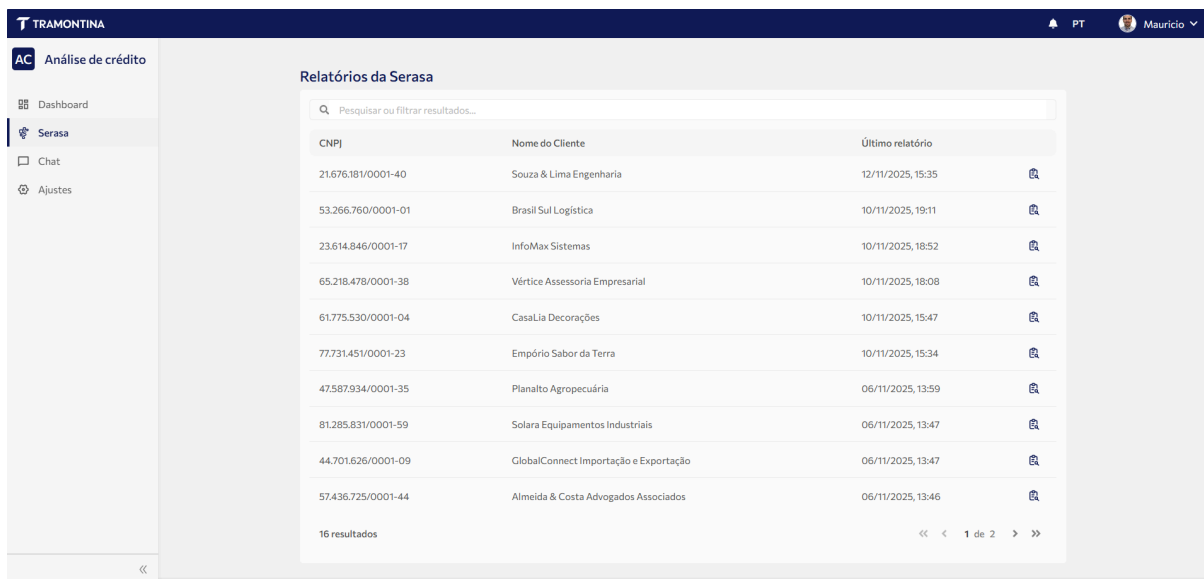 TRAMONTINA
PT
Mauricio
AC Análise de crédito
Dashboard
Serasa
Chat
Ajustes
Relatórios da Serasa
Pesquisar ou filtrar resultados...
CNPJ Nome do Cliente Último relatório
21.676.181/0001-40 Souza & Lima Engenharia 12/11/2025, 15:35
53.266.760/0001-01 Brasil Sul Logística 10/11/2025, 19:11
23.614.846/0001-17 InfoMax Sistemas 10/11/2025, 18:52
65.218.478/0001-38 Vértice Assessoria Empresarial 10/11/2025, 18:08
61.775.530/0001-04 CasaLia Decorações 10/11/2025, 15:47
77.731.451/0001-23 Empório Sabor da Terra 10/11/2025, 15:34
47.587.934/0001-35 Planalto Agropecuária 06/11/2025, 13:59
81.285.831/0001-59 Solara Equipamentos Industriais 06/11/2025, 13:47
44.701.626/0001-09 GlobalConnect Importação e Exportação 06/11/2025, 13:47
57.436.725/0001-44 Almeida & Costa Advogados Associados 06/11/2025, 13:46
16 resultados 1 de 2